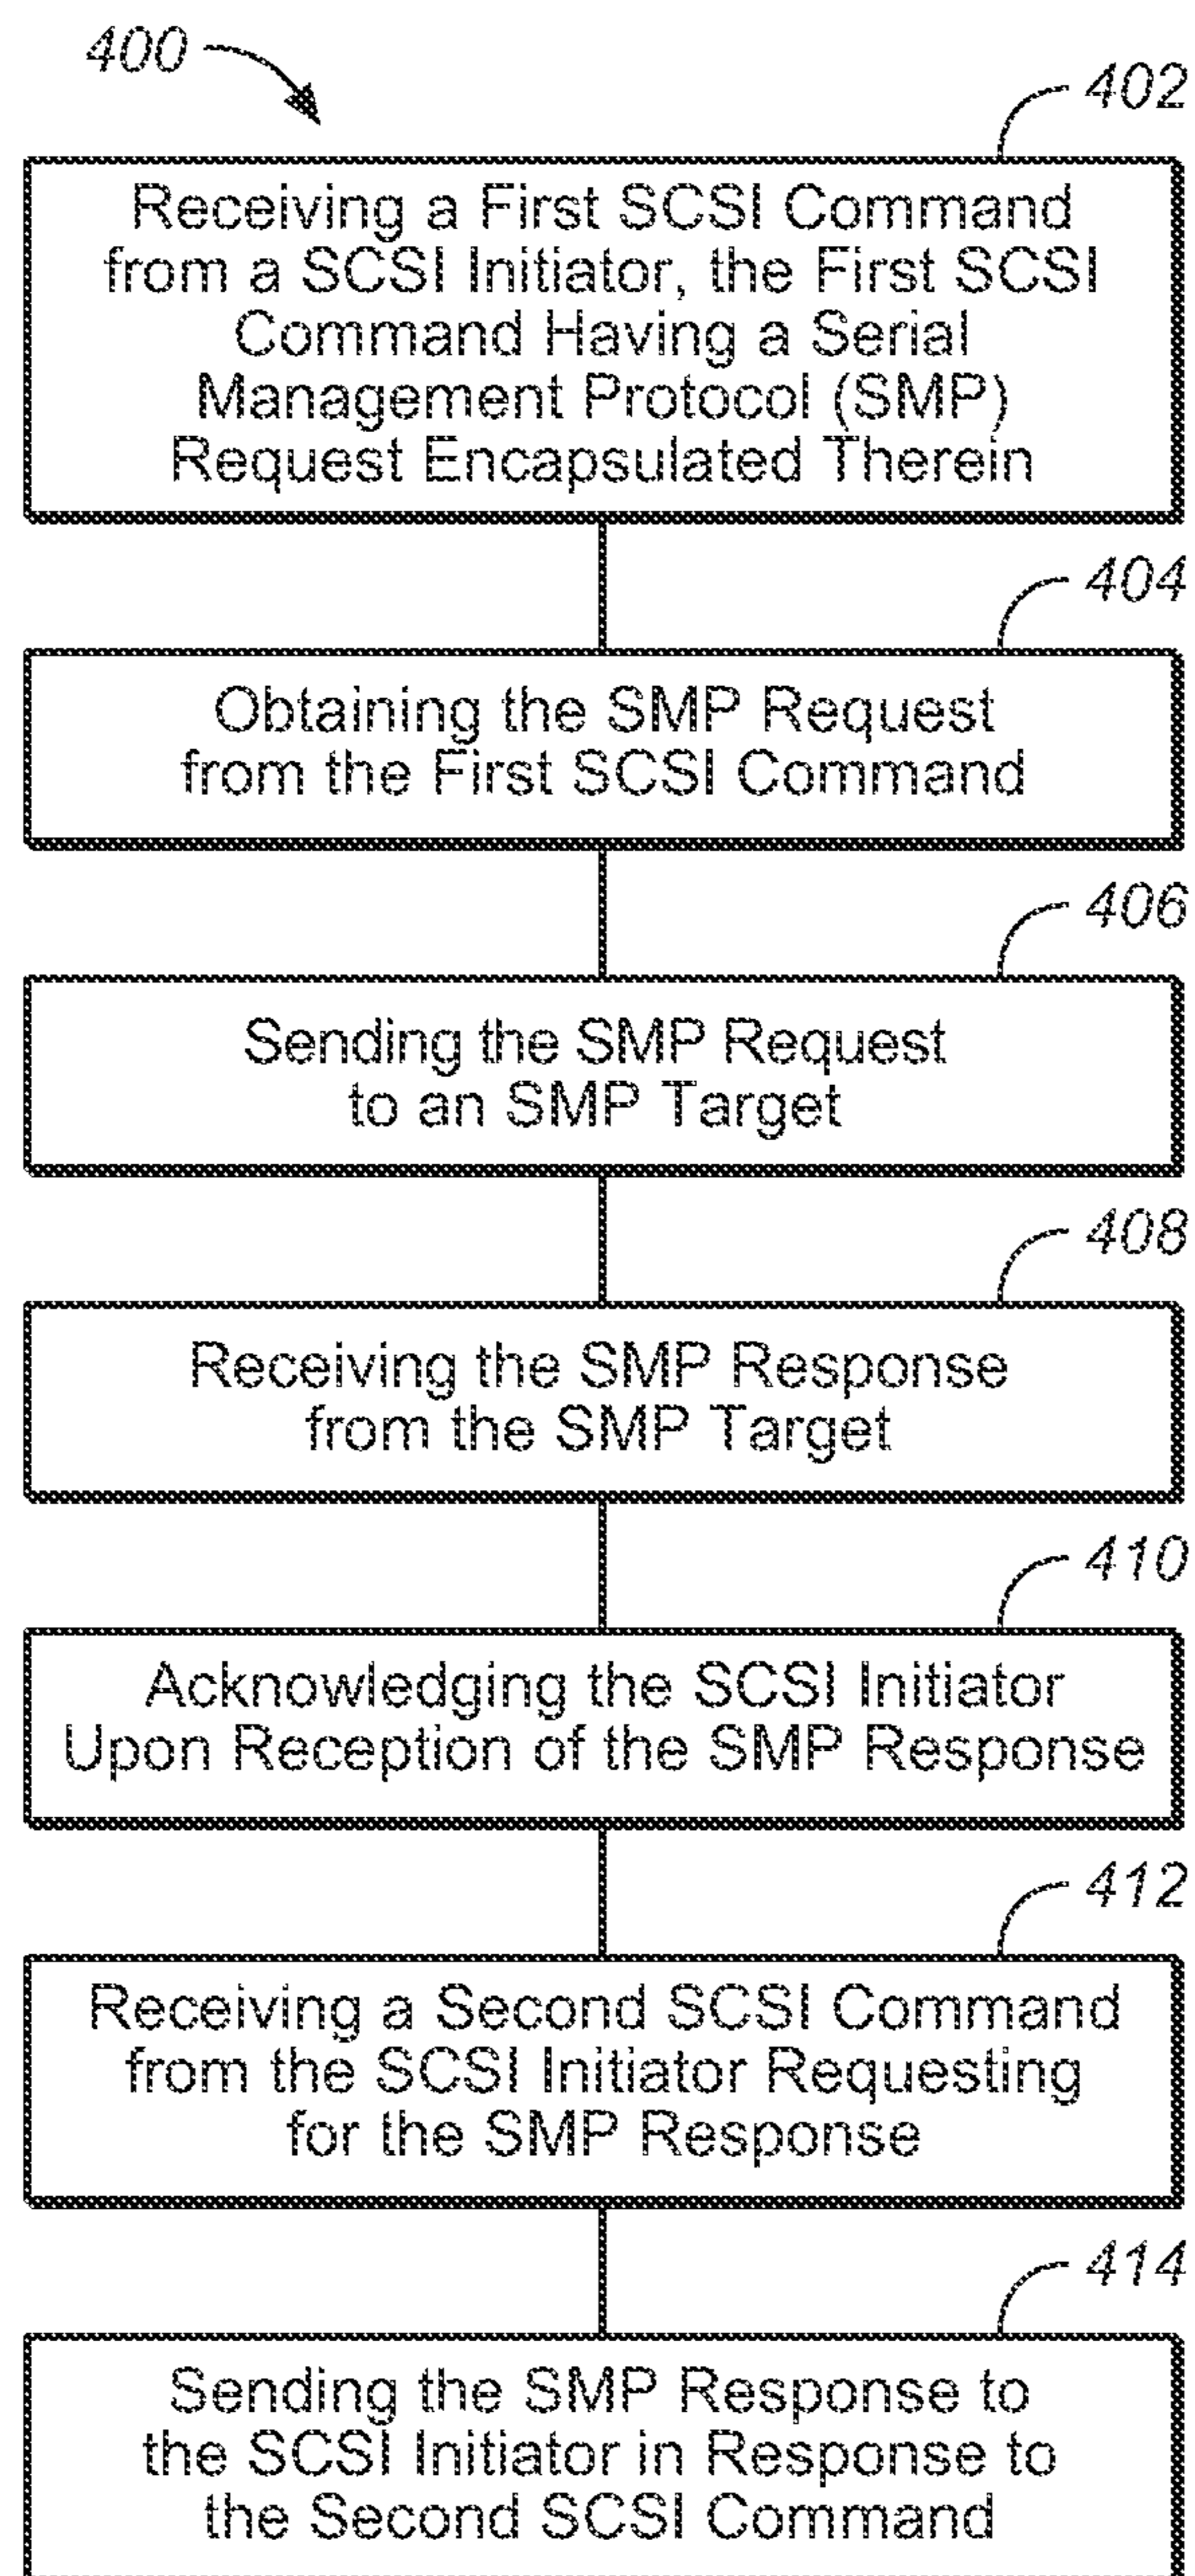 400
402
Receiving a First SCSI Command
from a SCSI Initiator, the First SCSI
Command Having a Serial
Management Protocol (SMP)
Request Encapsulated Therein
404
Obtaining the SMP Request
from the First SCSI Command
406
Sending the SMP Request
to an SMP Target
408
Receiving the SMP Response
from the SMP Target
410
Acknowledging the SCSI Initiator
Upon Reception of the SMP Response
412
Receiving a Second SCSI Command
from the SCSI Initiator Requesting
for the SMP Response
414
Sending the SMP Response to
the SCSI Initiator in Response to
the Second SCSI Command